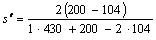 s* = 2 (200 − 104) / 1 · 430 + 200 − 2 · 104